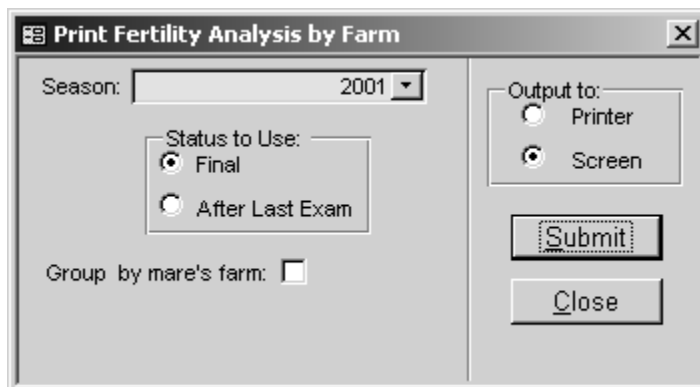 Print Fertility Analysis by Farm
Season: 2001
Status to Use:
Final
After Last Exam
Group by mare's farm:
Output to:
Printer
Screen
Submit
Close